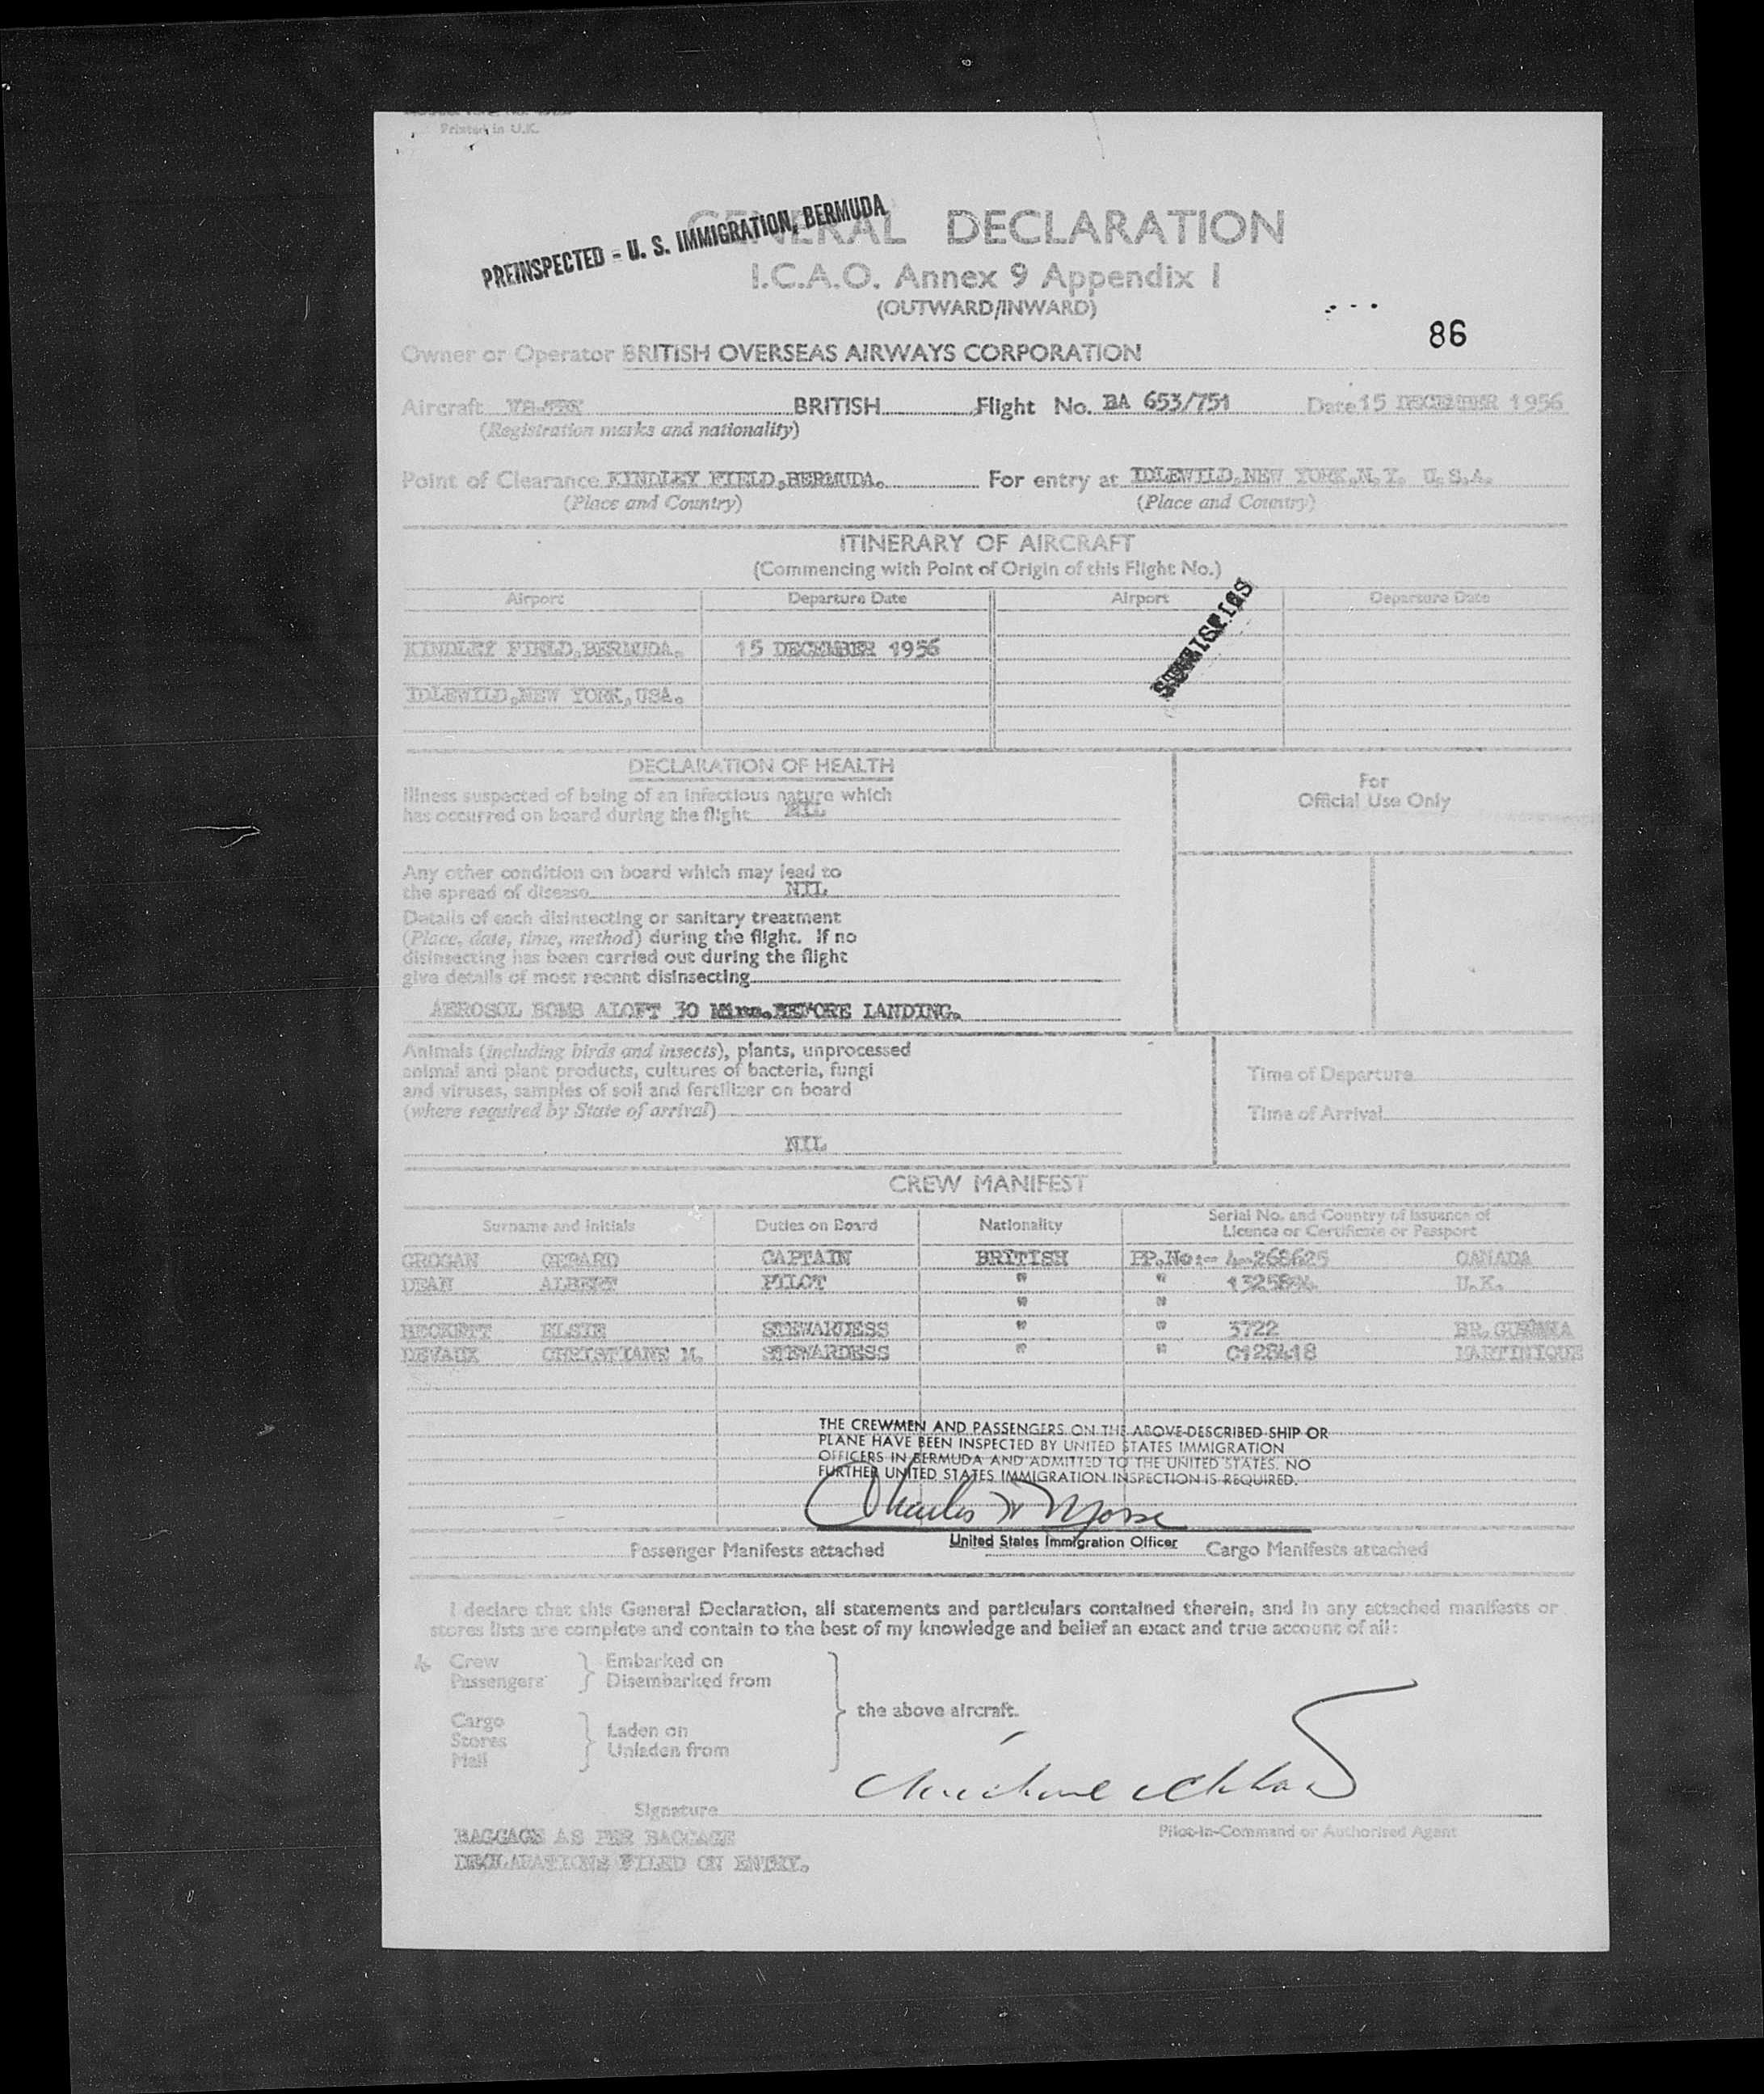 Printed in U.K.
PREINSPECTED - U. S. IMMIGRATION, BERMUDA
GENERAL DECLARATION
I.C.A.O. Annex 9 Appendix 1
(OUTWARD/INWARD)
86
Owner or Operator BRITISH OVERSEAS AIRWAYS CORPORATION
Aircraft BRITISH Flight No. BA 653/751 Date 15 DECEMBER 1956
(Registration marks and nationality)
Point of Clearance KINDLEY FIELD,BERMUDA. For entry at IDLEWILD,NEW YORK,N.Y. U.S.A.
(Place and Country) (Place and Country)
ITINERARY OF AIRCRAFT
(Commencing with Point of Origin of this Flight No.)
Airport Departure Date Airport Departure Date
KINDLEY FIELD,BERMUDA. 15 DECEMBER 1956
IDLEWILD,NEW YORK,USA.
DECLARATION OF HEALTH
For
Official Use Only
Illness suspected of being of an infectious nature which
has occurred on board during the flight NIL
Any other condition on board which may lead to
the spread of disease NIL
Details of each disinsecting or sanitary treatment
(Place, date, time, method) during the flight. If no
disinsecting has been carried out during the flight
give details of most recent disinsecting
AEROSOL BOMB ALOFT 30 Mins.BEFORE LANDING.
Animals (including birds and insects), plants, unprocessed
animal and plant products, cultures of bacteria, fungi
and viruses, samples of soil and fertilizer on board
(where required by State of arrival)
NIL
Time of Departure
Time of Arrival
CREW MANIFEST
Surname and Initials Duties on Board Nationality Serial No. and Country of Issuance of
Licence or Certificate or Passport
GROGAN GERARD CAPTAIN BRITISH PP.No:- 4-268625 CANADA
DEAN ALBERT PILOT " " U.K.
" "
BECKETT ELSIE STEWARDESS " " 3722 BR. GUIANA
DEVAUX CHRISTIANE M. STEWARDESS " " 0128418 MARTINIQUE
THE CREWMEN AND PASSENGERS ON THE ABOVE-DESCRIBED SHIP OR
PLANE HAVE BEEN INSPECTED BY UNITED STATES IMMIGRATION
OFFICERS IN BERMUDA AND ADMITTED TO THE UNITED STATES. NO
FURTHER UNITED STATES IMMIGRATION INSPECTION IS REQUIRED.
Charles Morse
United States Immigration Officer
Passenger Manifests attached Cargo Manifests attached
I declare that this General Declaration, all statements and particulars contained therein, and in any attached manifests or
stores lists are complete and contain to the best of my knowledge and belief an exact and true account of all:
4 Crew Embarked on
Passengers Disembarked from
the above aircraft.
Cargo
Stores Laden on
Mail Unladen from
Signature
Pilot-in-Command or Authorised Agent
BAGGAGE AS PER BAGGAGE
DECLARATIONS FILED ON ENTRY.